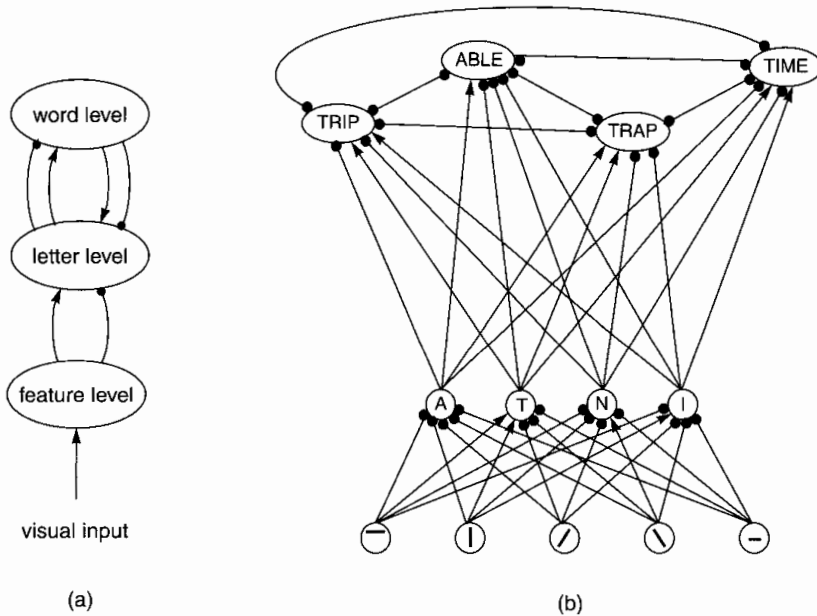 word level
letter level
feature level
visual input
(a)
ABLE
TIME
TRIP
TRAP
A T N I
(b)